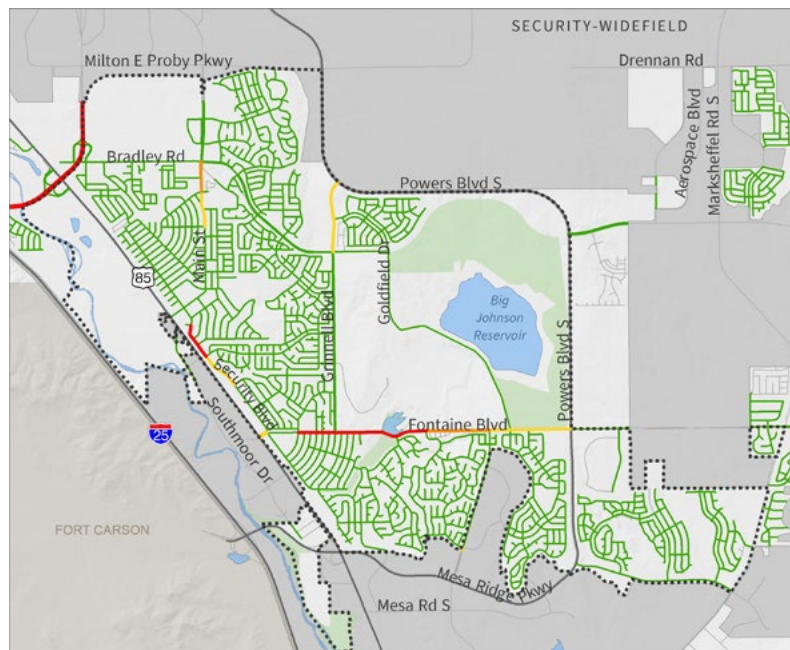 SECURITY-WIDEFIELD
Milton E Proby Pkwy
Drennan Rd
Aerospace Blvd
Marksheffel Rd S
Bradley Rd
Powers Blvd S
Main St
Goldfield Dr
85
Big
Johnson
Reservoir
Grinnell Blvd
Powers Blvd S
Security Blvd
Southmoor Dr
Fontaine Blvd
25
FORT CARSON
Mesa Ridge Pkwy
Mesa Rd S